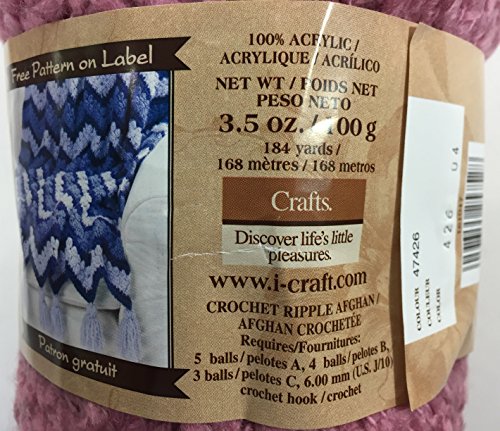 Free Pattern on Label
Patron gratuit
100% ACRYLIC /
ACRYLIQUE / ACRÍLICO
NET WT / POIDS NET
PESO NETO
3.5 oz. / 100 g
184 yards /
168 mètres / 168 metros
Crafts.
Discover life's little
pleasures.
www.i-craft.com
CROCHET RIPPLE AFGHAN /
AFGHAN CROCHETÉE
Requires/Fournitures:
5 balls/pelotes A, 4 balls/pelotes B,
3 balls/pelotes C, 6.00 mm (U.S. J/10)
crochet hook / crochet
COLOUR 47426
COULEUR
COLOR 426 U4